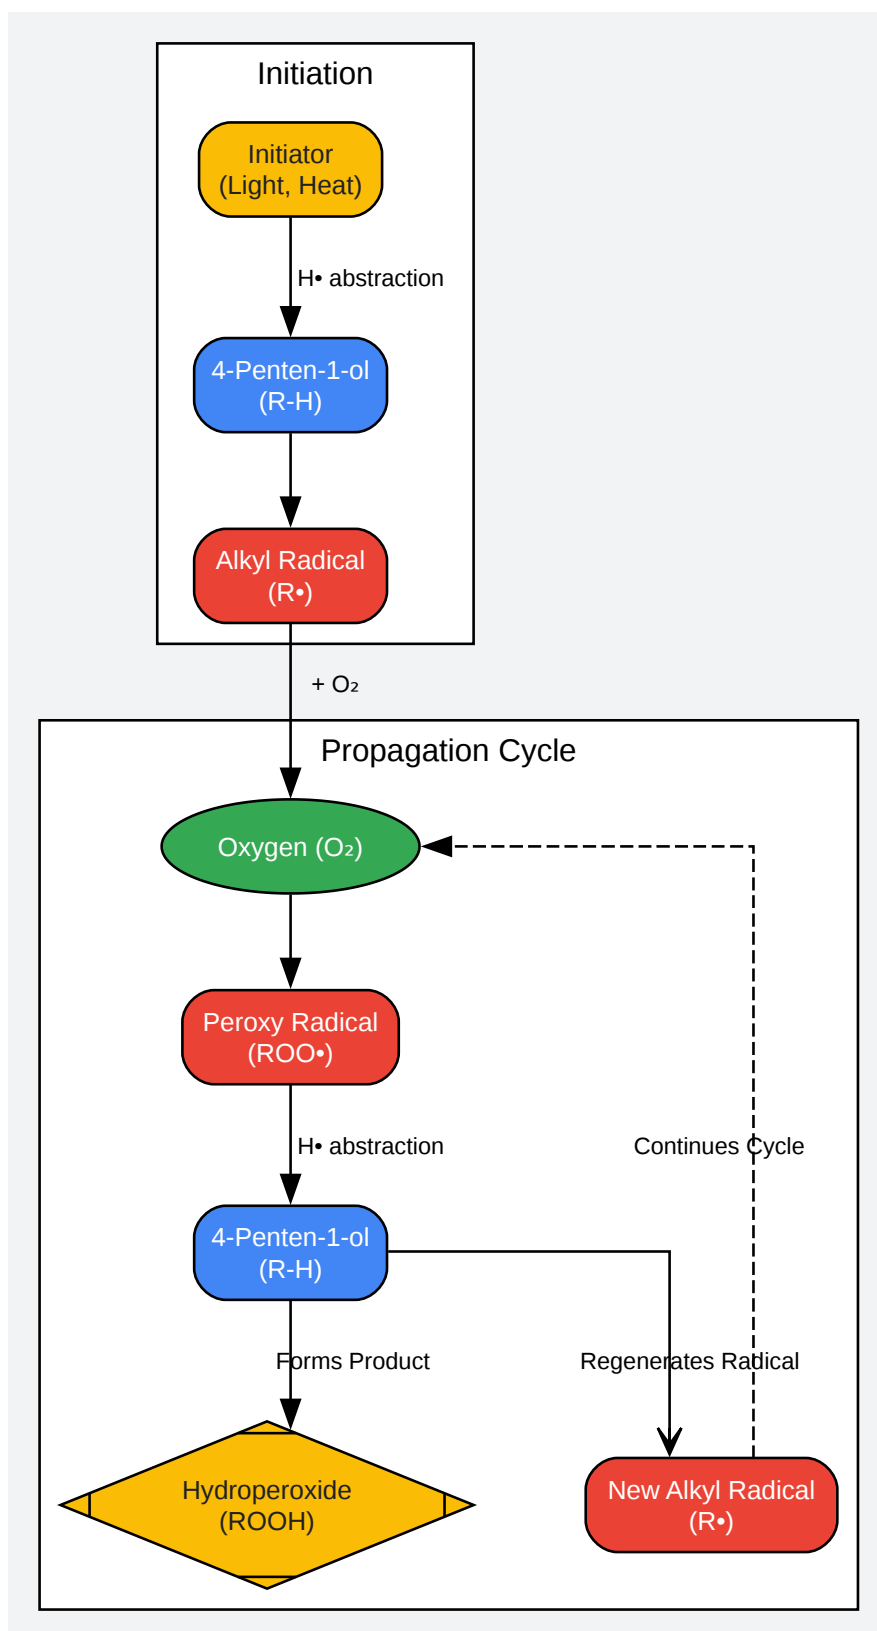 Initiation
Initiator
(Light, Heat)
H• abstraction
4-Penten-1-ol
(R-H)
Alkyl Radical
(R•)
+ O₂
Propagation Cycle
Oxygen (O₂)
Peroxy Radical
(ROO•)
H• abstraction
Continues Cycle
4-Penten-1-ol
(R-H)
Forms Product
Regenerates Radical
Hydroperoxide
(ROOH)
New Alkyl Radical
(R•)